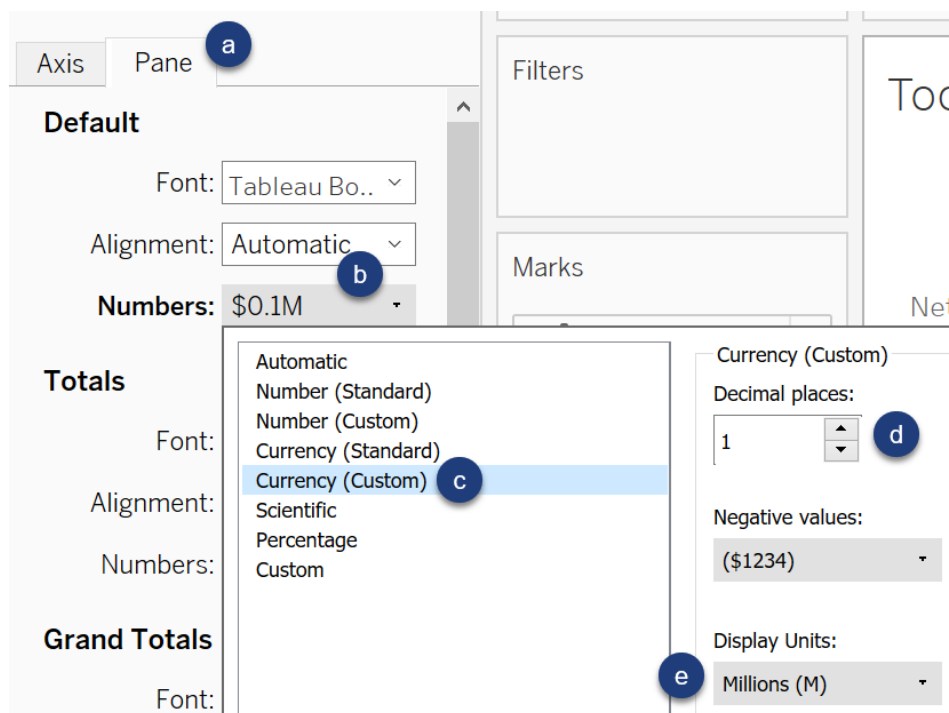 Axis
Pane
a
Default
Font:
Tableau Bo..
Alignment:
Automatic
b
Numbers:
$0.1M
Totals
Font:
Alignment:
Numbers:
Grand Totals
Font:
Filters
Marks
Automatic
Number (Standard)
Number (Custom)
Currency (Standard)
Currency (Custom)
c
Scientific
Percentage
Custom
Currency (Custom)
Decimal places:
1
d
Negative values:
($1234)
Display Units:
e
Millions (M)